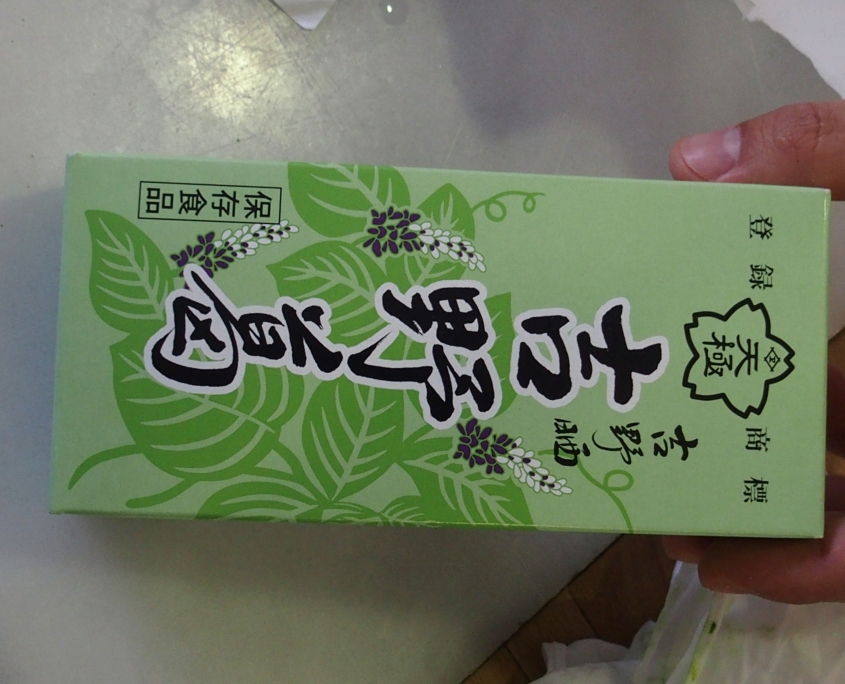 登録 商標
天極
吉野晒
吉野葛
保存食品